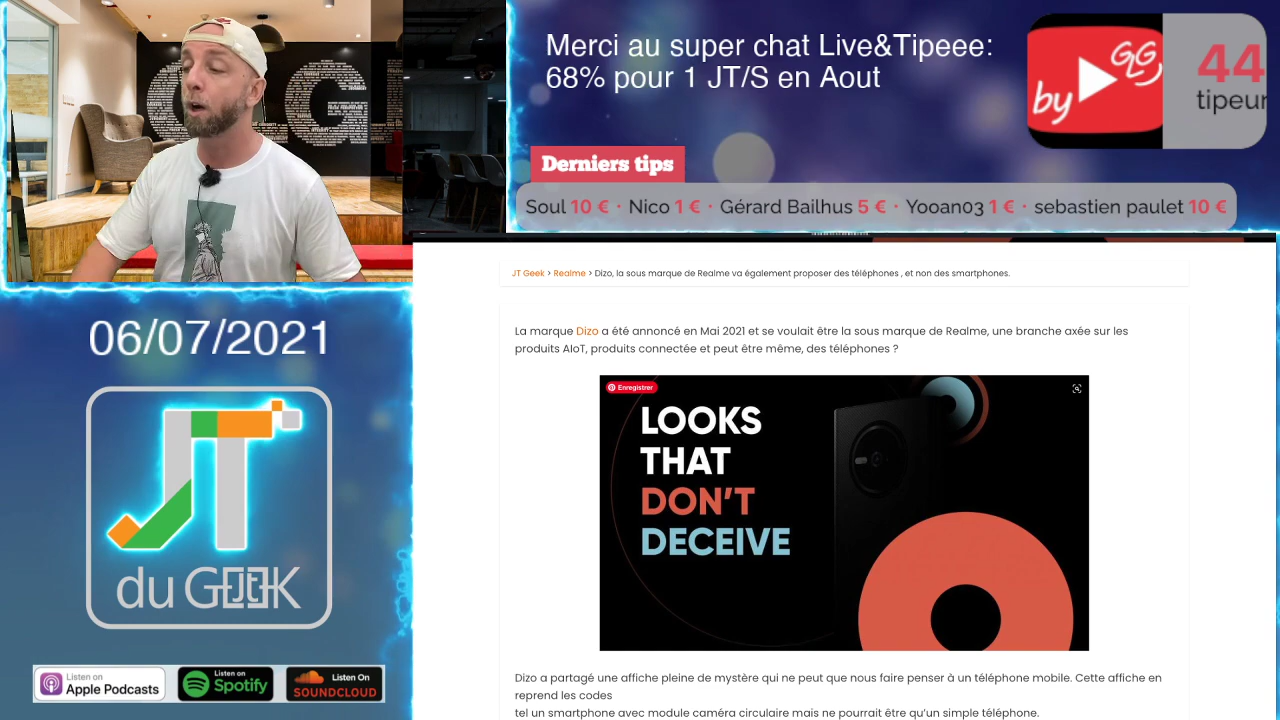 Merci au super chat Live&Tipeee:
68% pour 1 JT/S en Aout
by GG
44
tipeur
Derniers tips
Soul 10 € • Nico 1 € • Gérard Bailhus 5 € • Yooan03 1 € • sebastien paulet 10 €
06/07/2021
JT
du GEEK
Jt
Listen on
Apple Podcasts
Listen on
Spotify
Listen On
SOUNDCLOUD
JT Geek > Realme > Dizo, la sous marque de Realme va également proposer des téléphones , et non des smartphones.
La marque Dizo a été annoncé en Mai 2021 et se voulait être la sous marque de Realme, une branche axée sur les
produits AIoT, produits connectée et peut être même, des téléphones ?
Enregistrer
LOOKS
THAT
DON'T
DECEIVE
Dizo a partagé une affiche pleine de mystère qui ne peut que nous faire penser à un téléphone mobile. Cette affiche en
reprend les codes
tel un smartphone avec module caméra circulaire mais ne pourrait être qu'un simple téléphone.